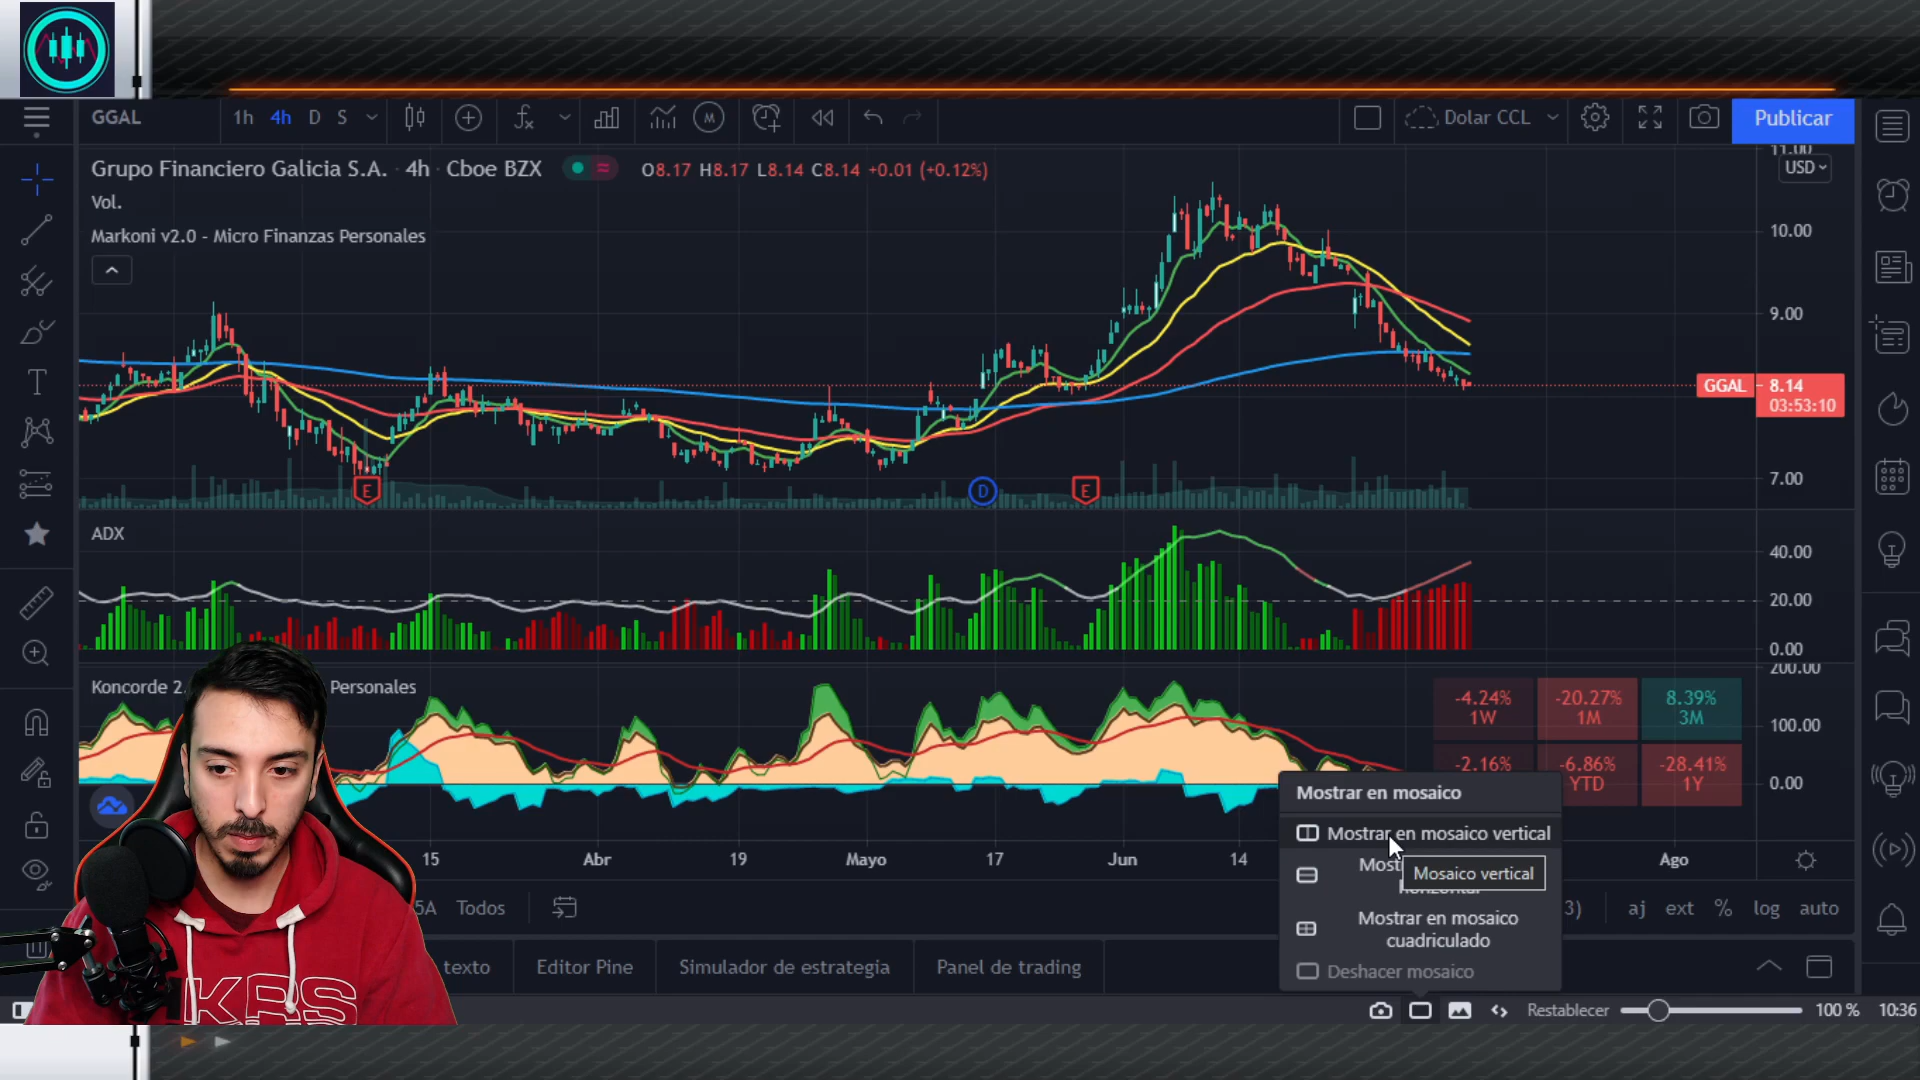 GGAL
1h 4h D S
M
Dolar CCL
Publicar
Grupo Financiero Galicia S.A. · 4h · Cboe BZX
O8.17 H8.17 L8.14 C8.14 +0.01 (+0.12%)
11.00
USD
Vol.
Markoni v2.0 - Micro Finanzas Personales
10.00
9.00
GGAL
8.14
03:53:10
7.00
E
D
E
ADX
40.00
20.00
0.00
Koncorde 2.
Personales
200.00
100.00
0.00
-4.24%
1W
-20.27%
1M
8.39%
3M
-2.16%
-6.86%
YTD
-28.41%
1Y
15 Abr 19 Mayo 17 Jun 14 Ago
Mostrar en mosaico
Mostrar en mosaico vertical
Mosaico vertical
Mostrar en mosaico
cuadriculado
Deshacer mosaico
5A Todos
3) aj ext % log auto
texto Editor Pine Simulador de estrategia Panel de trading
Restablecer 100 % 10:36
KRS